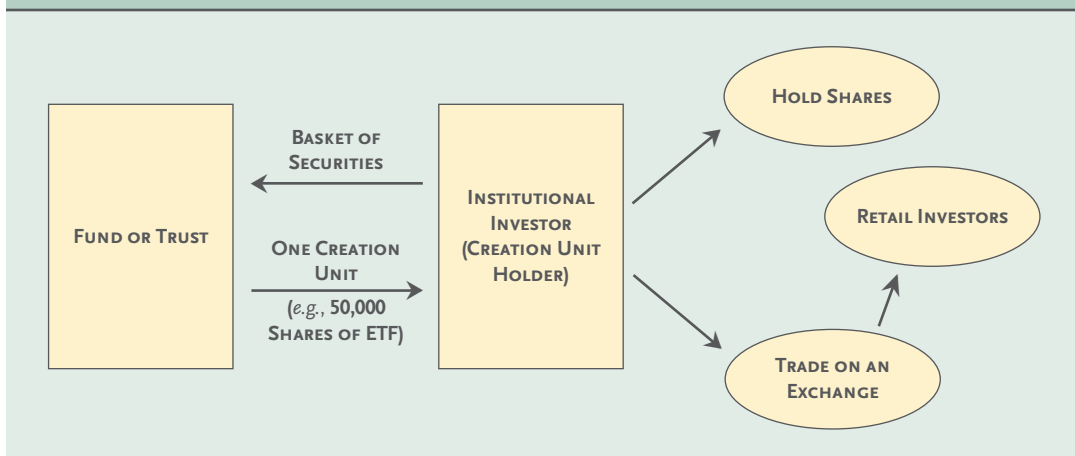 Basket of
Securities
Fund or Trust
One Creation
Unit
(e.g., 50,000
Shares of ETF)
Institutional
Investor
(Creation Unit
Holder)
Hold Shares
Retail Investors
Trade on an
Exchange